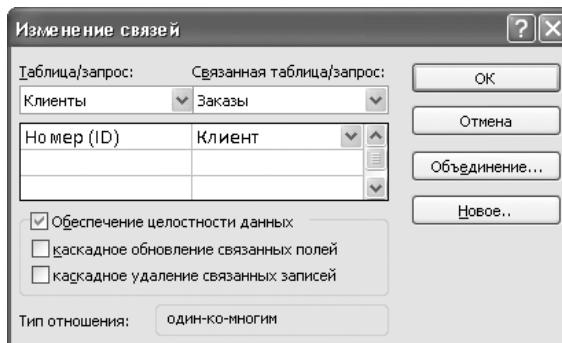 Изменение связей
Таблица/запрос: Связанная таблица/запрос:
Клиенты Заказы
Номер (ID) Клиент
Обеспечение целостности данных
каскадное обновление связанных полей
каскадное удаление связанных записей
Тип отношения: один-ко-многим
ОК
Отмена
Объединение...
Новое..